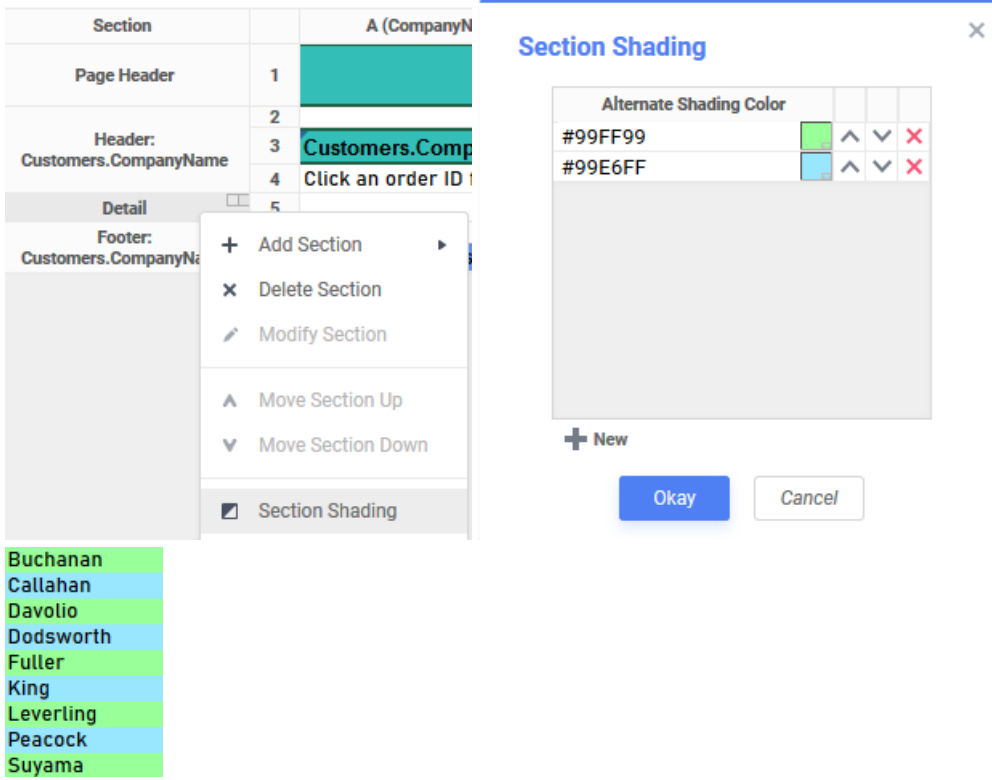 Section
A (CompanyN
Page Header
1
2
Header:
Customers.CompanyName
3
Customers.Comp
4
Click an order ID
Detail
5
Footer:
Customers.CompanyNa
Add Section
Delete Section
Modify Section
Move Section Up
Move Section Down
Section Shading
Section Shading
Alternate Shading Color
#99FF99
#99E6FF
New
Okay
Cancel
Buchanan
Callahan
Davolio
Dodsworth
Fuller
King
Leverling
Peacock
Suyama